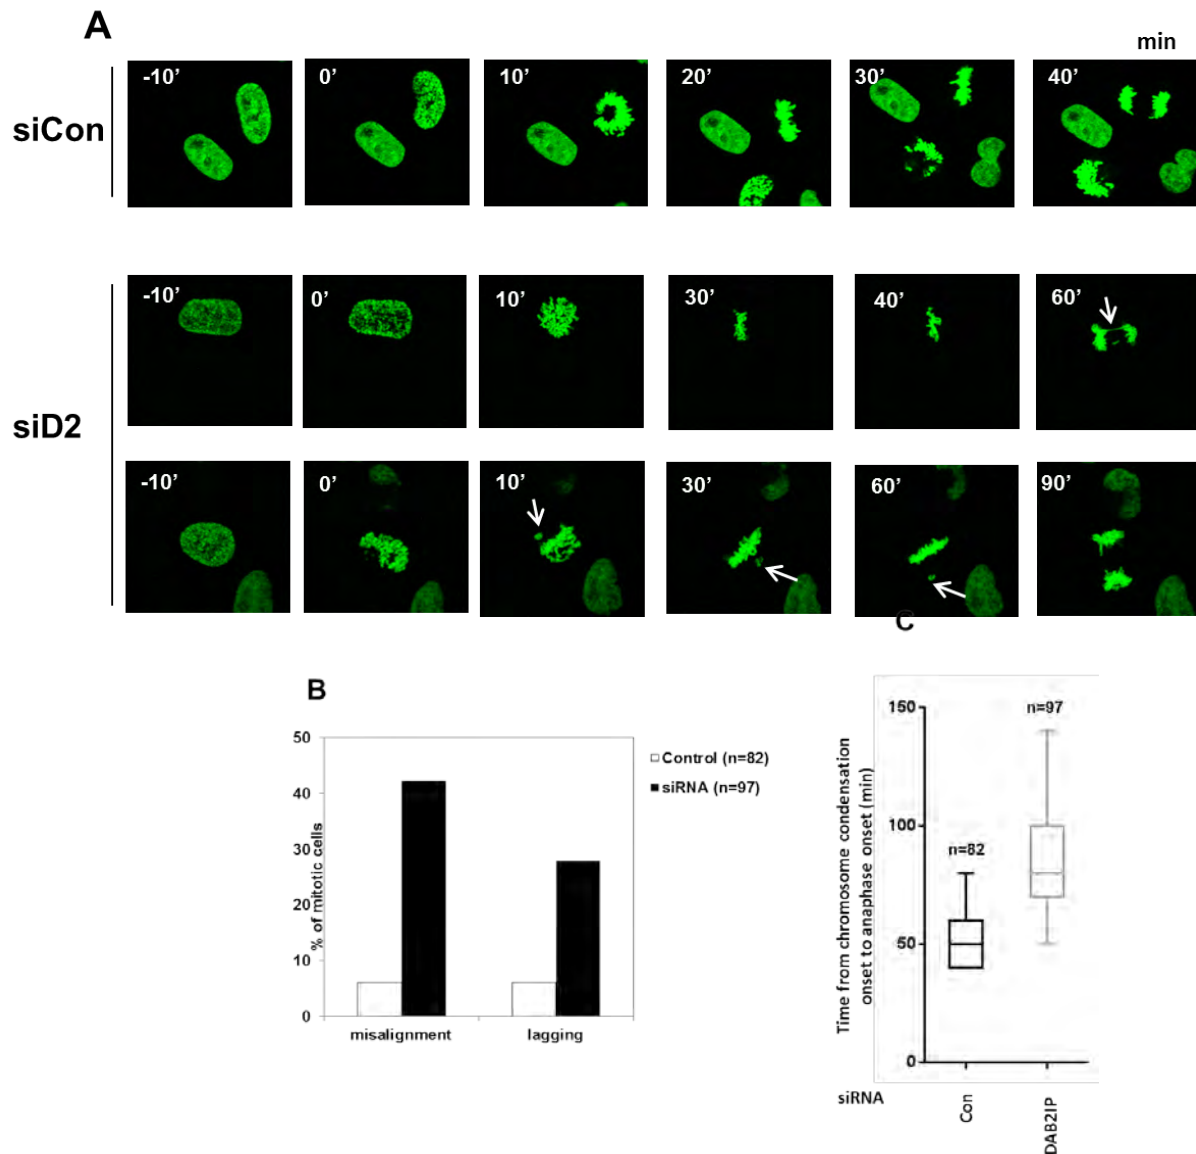 A
min
siCon
-10’
0’
10’
20’
30’
40’
siD2
-10’
0’
10’
30’
40’
60’
-10’
0’
10’
30’
60’
90’
B
50
40
30
20
10
0
% of mitotic cells
misalignment
lagging
Control (n=82)
siRNA (n=97)
C
150
100
50
0
Time from chromosome condensation
onset to anaphase onset (min)
n=82
n=97
siRNA
Con
DAB2IP